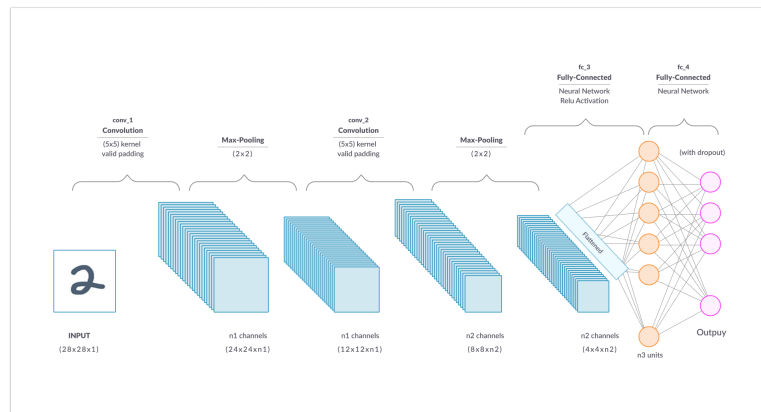 fc_3
Fully-Connected
Neural Network
Relu Activation
fc_4
Fully-Connected
Neural Network
conv_1
Convolution
(5x5) kernel
valid padding
Max-Pooling
(2x2)
conv_2
Convolution
(5x5) kernel
valid padding
Max-Pooling
(2x2)
(with dropout)
2
Flattened
INPUT
(28x28x1)
n1 channels
(24x24xn1)
n1 channels
(12x12xn1)
n2 channels
(8x8xn2)
n2 channels
(4x4xn2)
n3 units
Outpuy